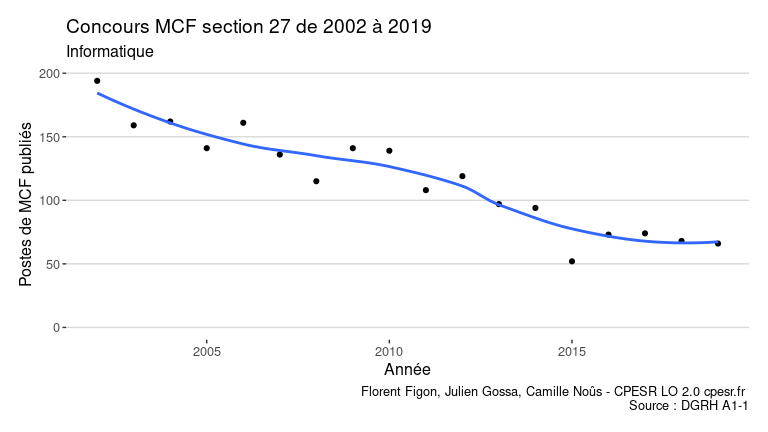 Concours MCF section 27 de 2002 à 2019
Informatique
Postes de MCF publiés
200
150
100
50
0
2005 2010 2015
Année
Florent Figon, Julien Gossa, Camille Noûs - CPESR LO 2.0 cpesr.fr
Source : DGRH A1-1